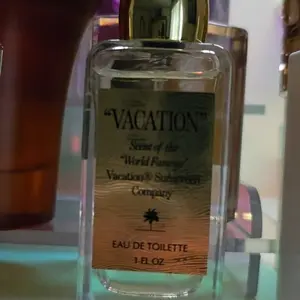 "VACATION"
Scent of the
"World Famous"
Vacation® Sunscreen
Company
EAU DE TOILETTE
1 FL OZ